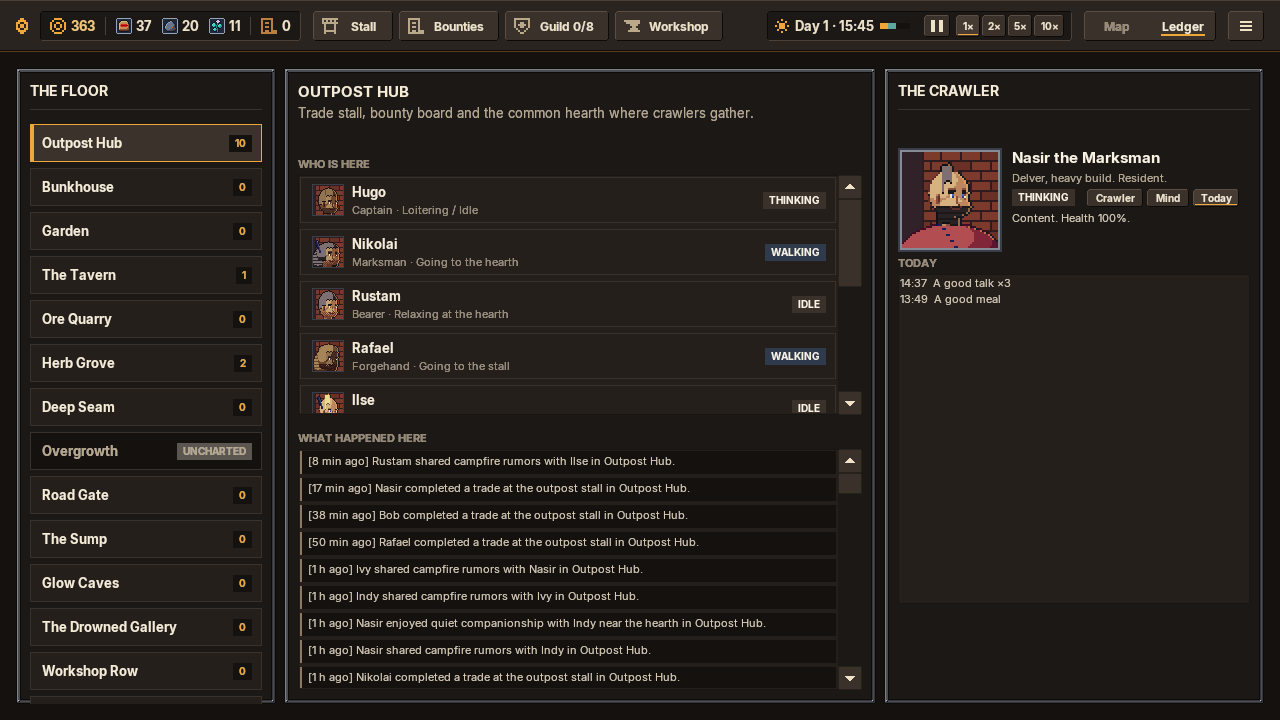 363
37
20
11
0
Stall
Bounties
Guild 0/8
Workshop
Day 1 · 15:45
1×
2×
5×
10×
Map
Ledger
THE FLOOR
Outpost Hub 10
Bunkhouse 0
Garden 0
The Tavern 1
Ore Quarry 0
Herb Grove 2
Deep Seam 0
Overgrowth UNCHARTED
Road Gate 0
The Sump 0
Glow Caves 0
The Drowned Gallery 0
Workshop Row 0
OUTPOST HUB
Trade stall, bounty board and the common hearth where crawlers gather.
WHO IS HERE
Hugo
Captain · Loitering / Idle
THINKING
Nikolai
Marksman · Going to the hearth
WALKING
Rustam
Bearer · Relaxing at the hearth
IDLE
Rafael
Forgehand · Going to the stall
WALKING
Ilse
IDLE
WHAT HAPPENED HERE
[8 min ago] Rustam shared campfire rumors with Ilse in Outpost Hub.
[17 min ago] Nasir completed a trade at the outpost stall in Outpost Hub.
[38 min ago] Bob completed a trade at the outpost stall in Outpost Hub.
[50 min ago] Rafael completed a trade at the outpost stall in Outpost Hub.
[1 h ago] Ivy shared campfire rumors with Nasir in Outpost Hub.
[1 h ago] Indy shared campfire rumors with Ivy in Outpost Hub.
[1 h ago] Nasir enjoyed quiet companionship with Indy near the hearth in Outpost Hub.
[1 h ago] Nasir shared campfire rumors with Indy in Outpost Hub.
[1 h ago] Nikolai completed a trade at the outpost stall in Outpost Hub.
THE CRAWLER
Nasir the Marksman
Delver, heavy build. Resident.
THINKING
Crawler
Mind
Today
Content. Health 100%.
TODAY
14:37 A good talk ×3
13:49 A good meal